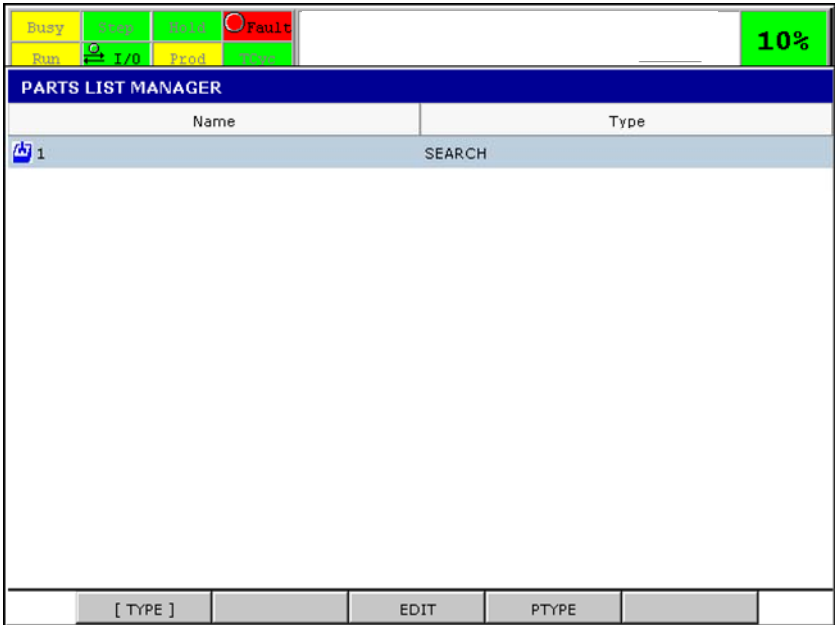 Busy Step Hold Fault
10%
Run I/O Prod TCyc
PARTS LIST MANAGER
Name Type
1 SEARCH
[ TYPE ] EDIT PTYPE